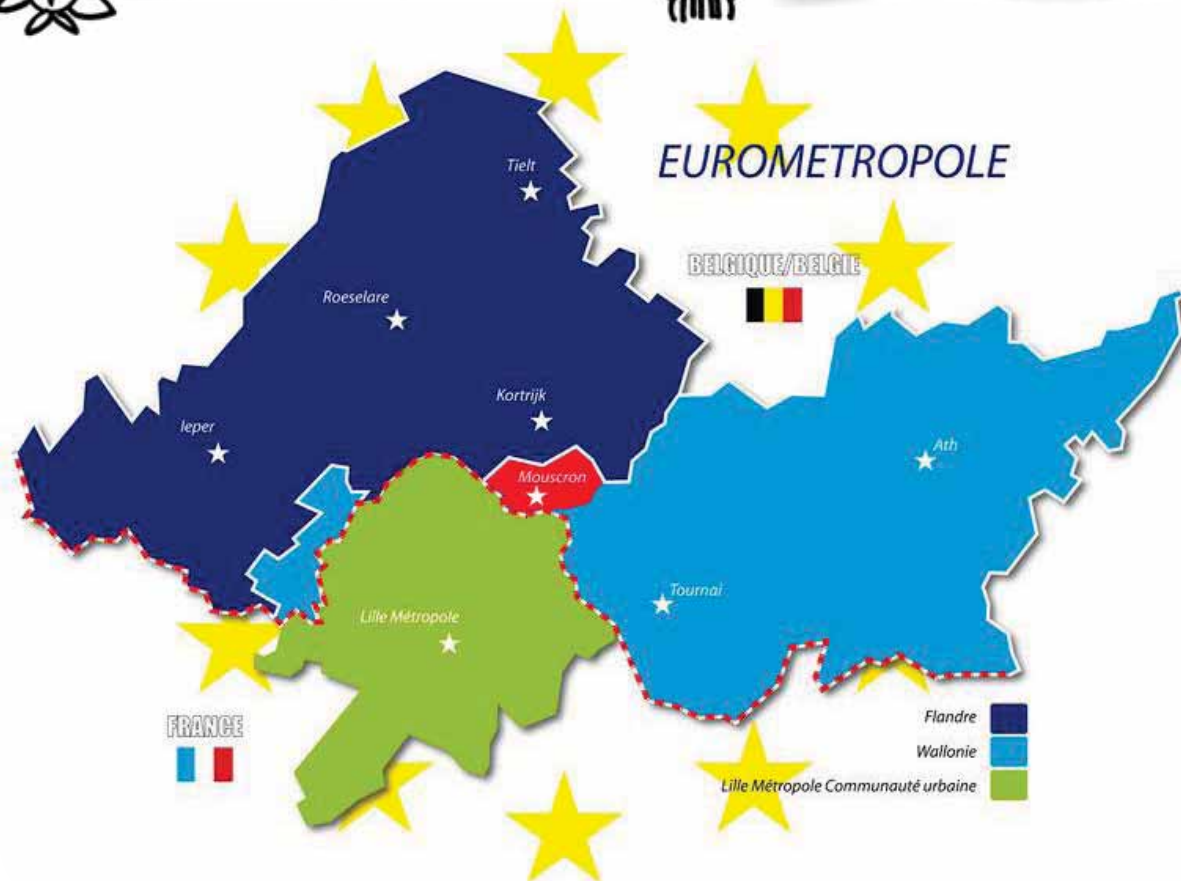 EUROMETROPOLE
Tielt
BELGIQUE/BELGIE
Roeselare
Kortrijk
Ieper
Ath
Mouscron
Tournai
Lille Métropole
FRANCE
Flandre
Wallonie
Lille Métropole Communauté urbaine